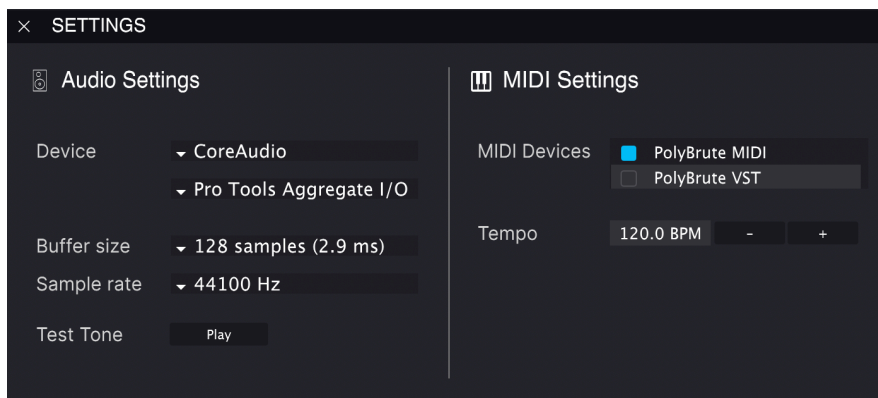 SETTINGS
Audio Settings
Device
CoreAudio
Pro Tools Aggregate I/O
Buffer size
128 samples (2.9 ms)
Sample rate
44100 Hz
Test Tone
Play
MIDI Settings
MIDI Devices
PolyBrute MIDI
PolyBrute VST
Tempo
120.0 BPM
-
+